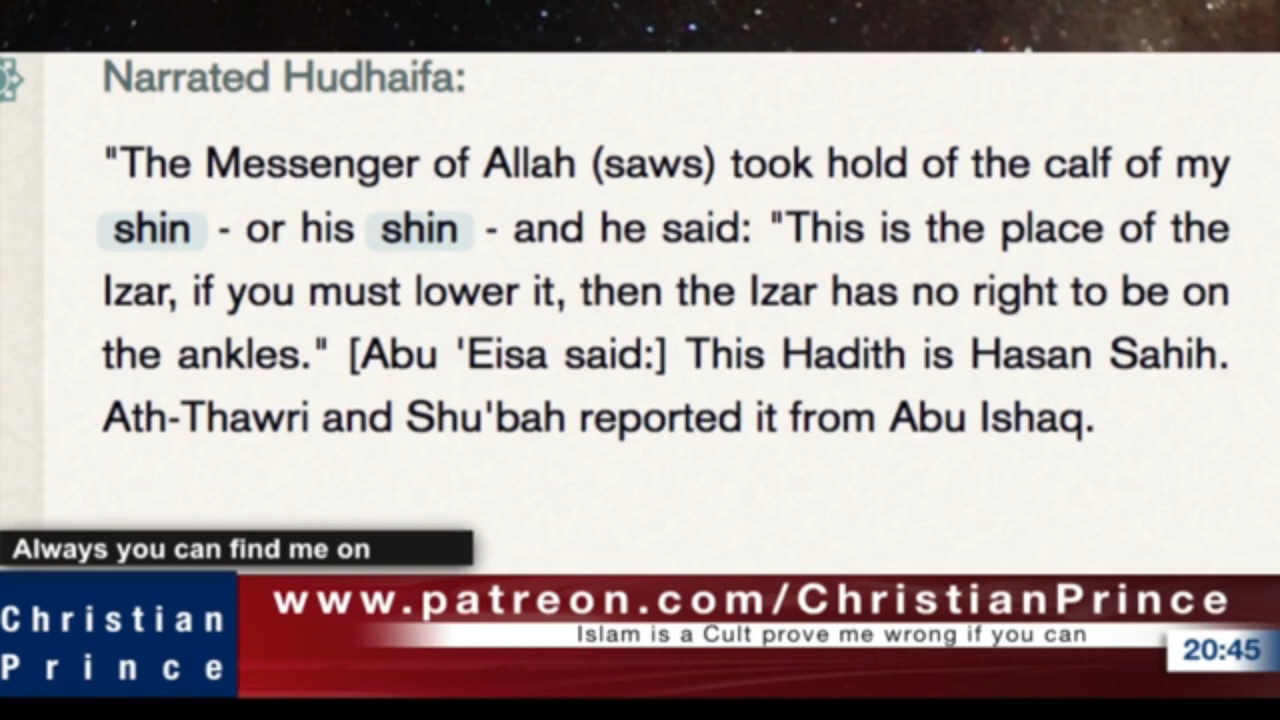 Narrated Hudhaifa:
"The Messenger of Allah (saws) took hold of the calf of my
shin - or his shin - and he said: "This is the place of the
Izar, if you must lower it, then the Izar has no right to be on
the ankles." [Abu 'Eisa said:] This Hadith is Hasan Sahih.
Ath-Thawri and Shu'bah reported it from Abu Ishaq.
Always you can find me on
Christian
Prince
www.patreon.com/ChristianPrince
Islam is a Cult prove me wrong if you can
20:45